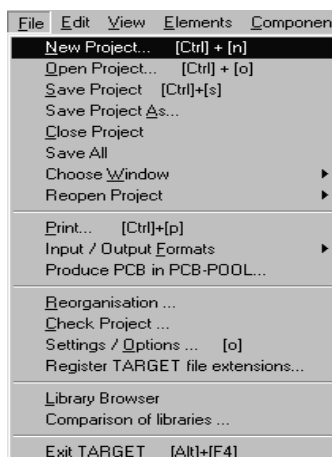 File Edit View Elements Componen
New Project... [Ctrl] + [n]
Open Project... [Ctrl] + [o]
Save Project [Ctrl]+[s]
Save Project As...
Close Project
Save All
Choose Window
Reopen Project
Print... [Ctrl]+[p]
Input / Output Formats
Produce PCB in PCB-POOL...
Reorganisation ...
Check Project ...
Settings / Options ... [o]
Register TARGET file extensions...
Library Browser
Comparison of libraries ...
Exit TARGET [Alt]+[F4]